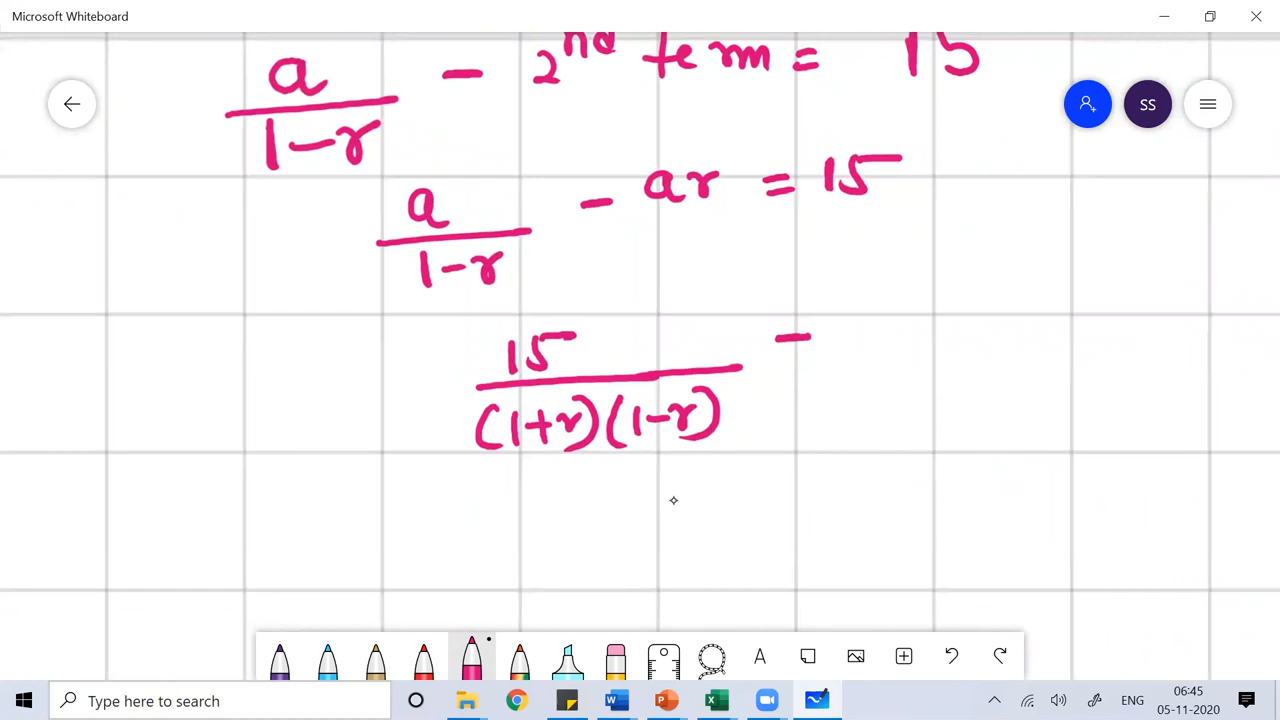 Microsoft Whiteboard
a/(1-r) - 2nd term = 15
SS
a/(1-r) - ar = 15
15/((1+r)(1-r)) -
A
Type here to search
ENG
06:45
05-11-2020